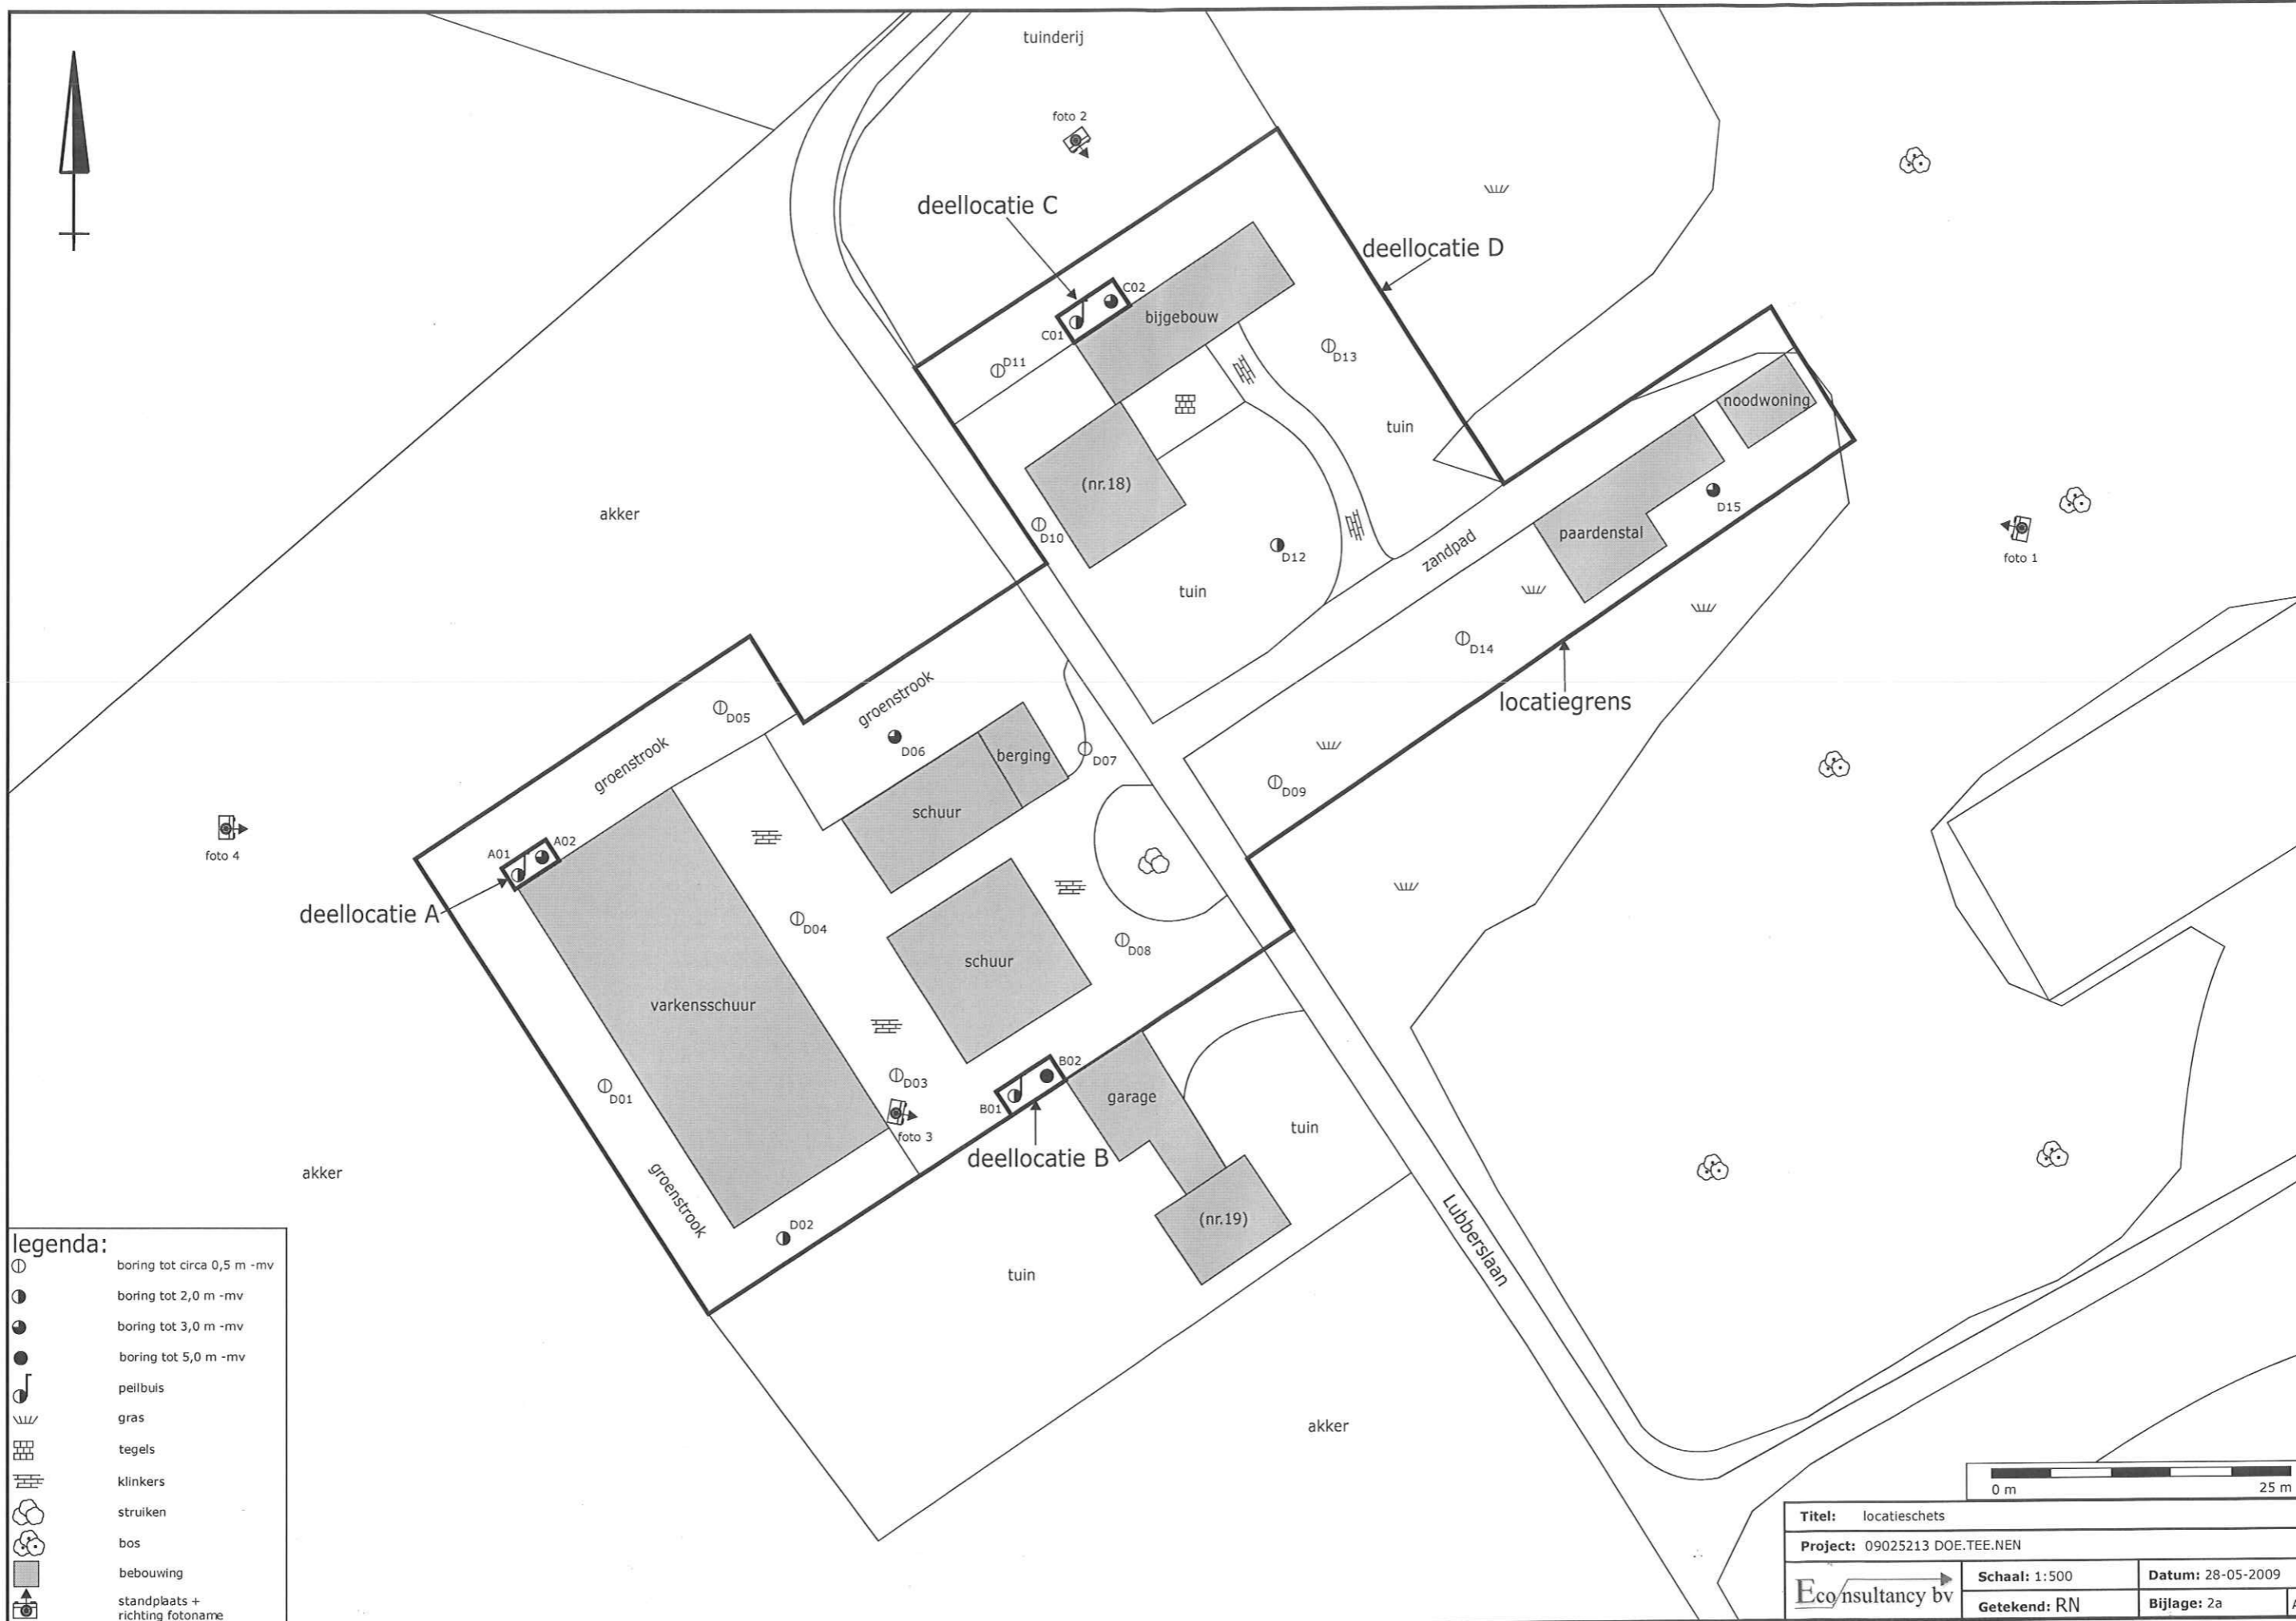 tuinderij
foto 2
deellocatie C
deellocatie D
C02
bijgebouw
C01
D11
D13
noodwoning
tuin
(nr.18)
D15
akker
D10
paardenstal
zandpad
D12
foto 1
tuin
D14
locatiegrens
groenstrook
D05
groenstrook
D06
berging
D07
D09
schuur
foto 4
A01
A02
deellocatie A
D04
D08
schuur
varkensschuur
D03
B02
D01
B01
garage
foto 3
tuin
deellocatie B
akker
groenstrook
(nr.19)
D02
Lubberslaan
tuin
akker
legenda:
boring tot circa 0,5 m -mv
boring tot 2,0 m -mv
boring tot 3,0 m -mv
boring tot 5,0 m -mv
peilbuis
gras
tegels
klinkers
struiken
bos
bebouwing
standplaats +
richting fotoname
0 m 25 m
Titel: locatieschets
Project: 09025213 DOE.TEE.NEN
Econsultancy bv
Schaal: 1:500
Datum: 28-05-2009
Getekend: RN
Bijlage: 2a